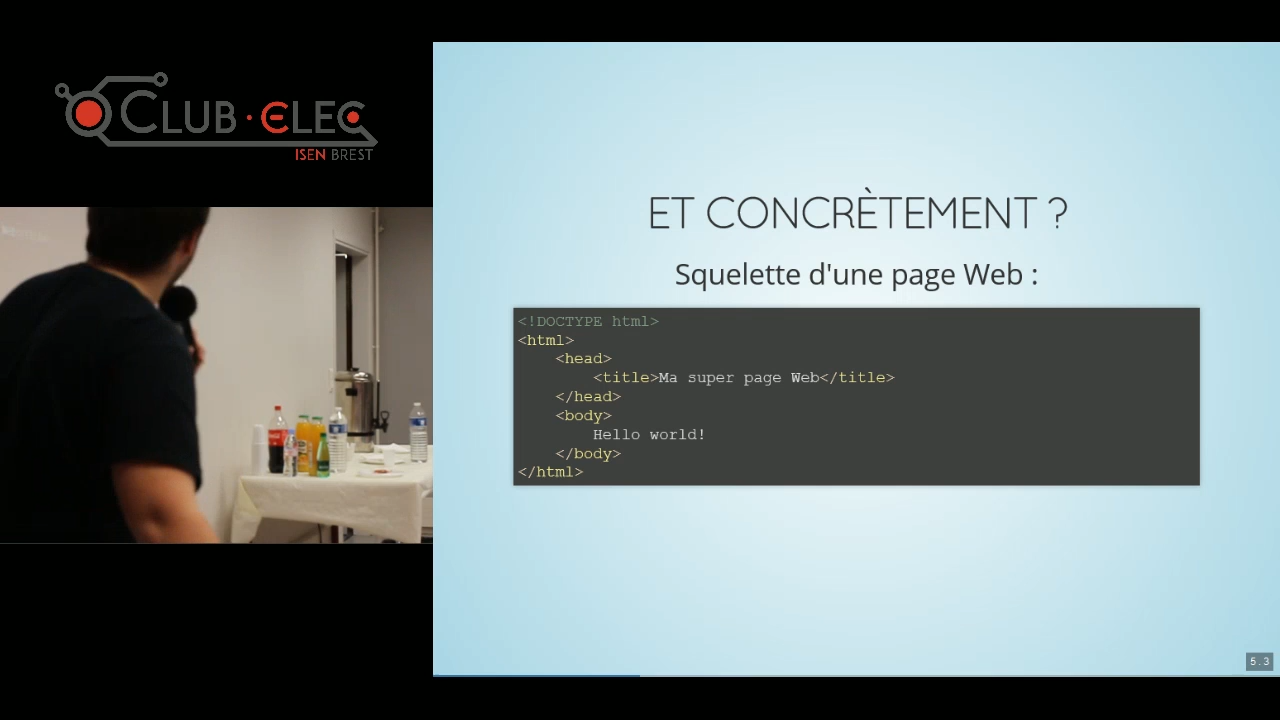 CLUB·ELEC
ISEN BREST
ET CONCRÈTEMENT ?
Squelette d'une page Web :
<!DOCTYPE html>
<html>
    <head>
        <title>Ma super page Web</title>
    </head>
    <body>
        Hello world!
    </body>
</html>
5.3